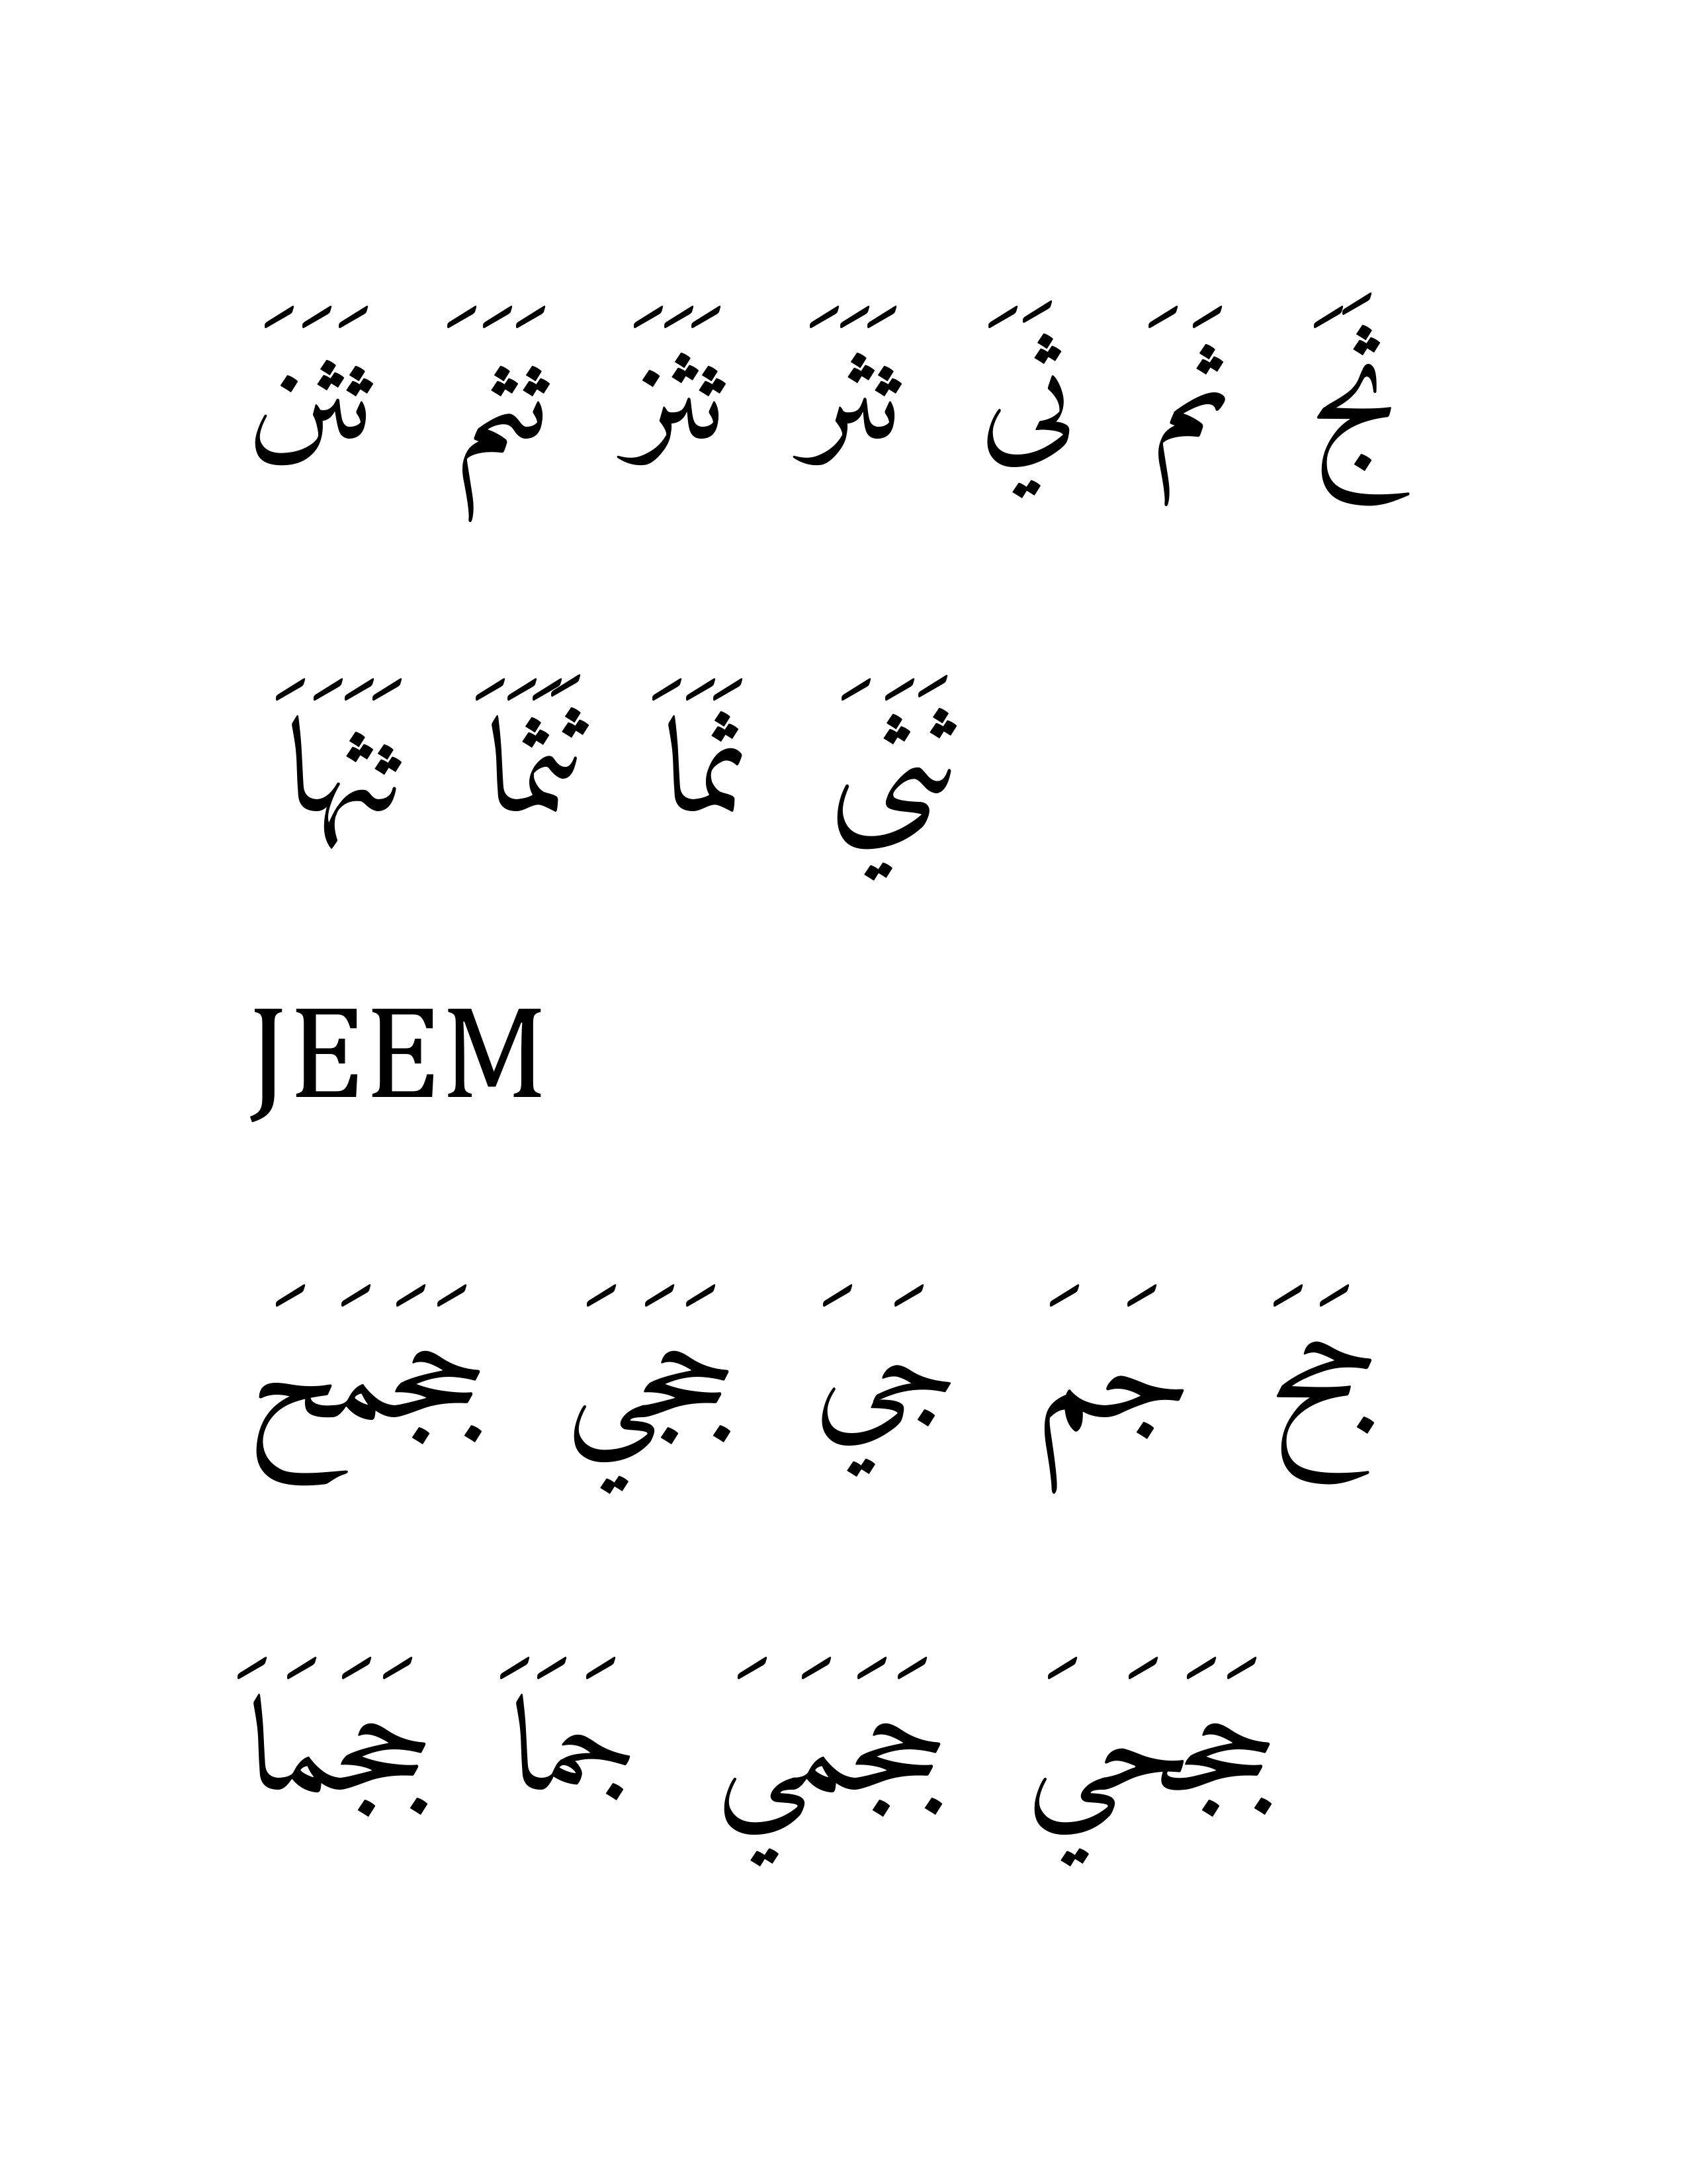 ثَجَ ثَمَ ثَيَ ثَثَرَ ثَثَزَ ثَثَمَ ثَثَنَ
ثَثَيَ ثَمَاَ ثَثَمَاَ ثَثَهَاَ
JEEM
جَحَ جَمَ جَيَ جَجَيَ جَجَمَحَ
جَجَحَيَ جَجَمَيَ جَمَاَ جَجَمَاَ